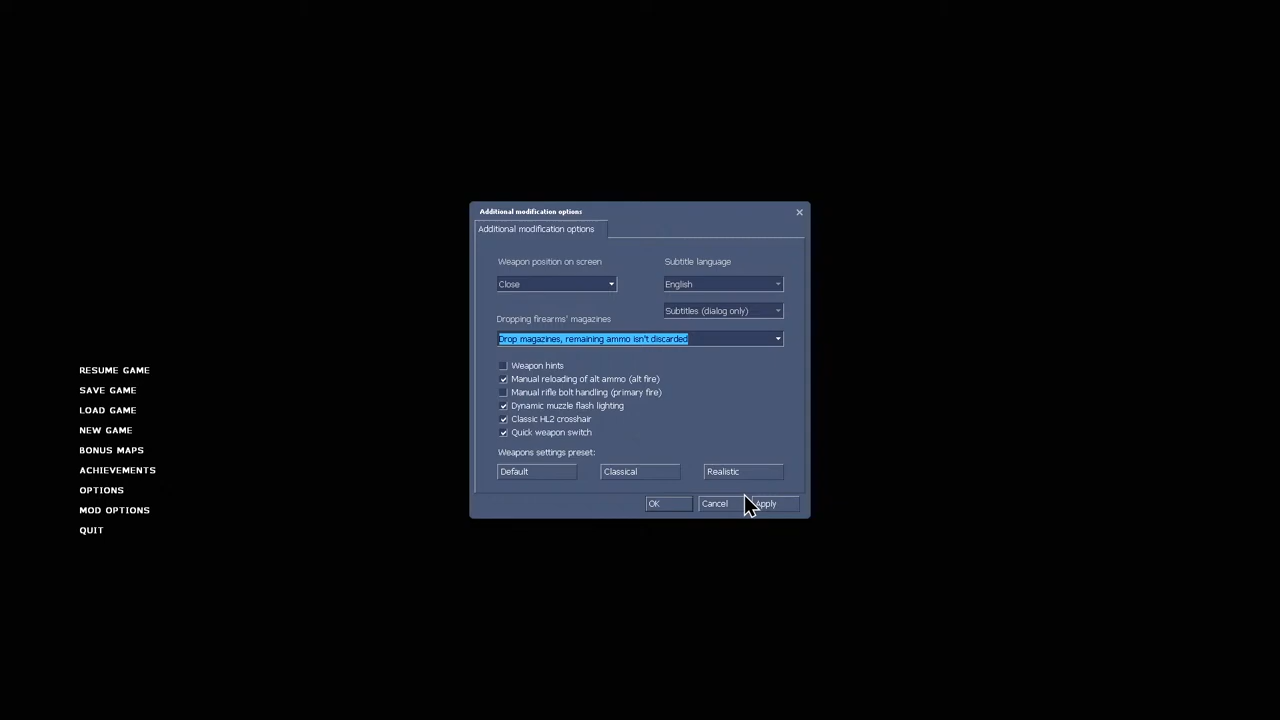 Additional modification options
Additional modification options
Weapon position on screen
Subtitle language
Close
English
Subtitles (dialog only)
Dropping firearms' magazines
Drop magazines, remaining ammo isn't discarded
Weapon hints
Manual reloading of alt ammo (alt fire)
Manual rifle bolt handling (primary fire)
Dynamic muzzle flash lighting
Classic HL2 crosshair
Quick weapon switch
Weapons settings preset:
Default
Classical
Realistic
OK
Cancel
Apply
RESUME GAME
SAVE GAME
LOAD GAME
NEW GAME
BONUS MAPS
ACHIEVEMENTS
OPTIONS
MOD OPTIONS
QUIT